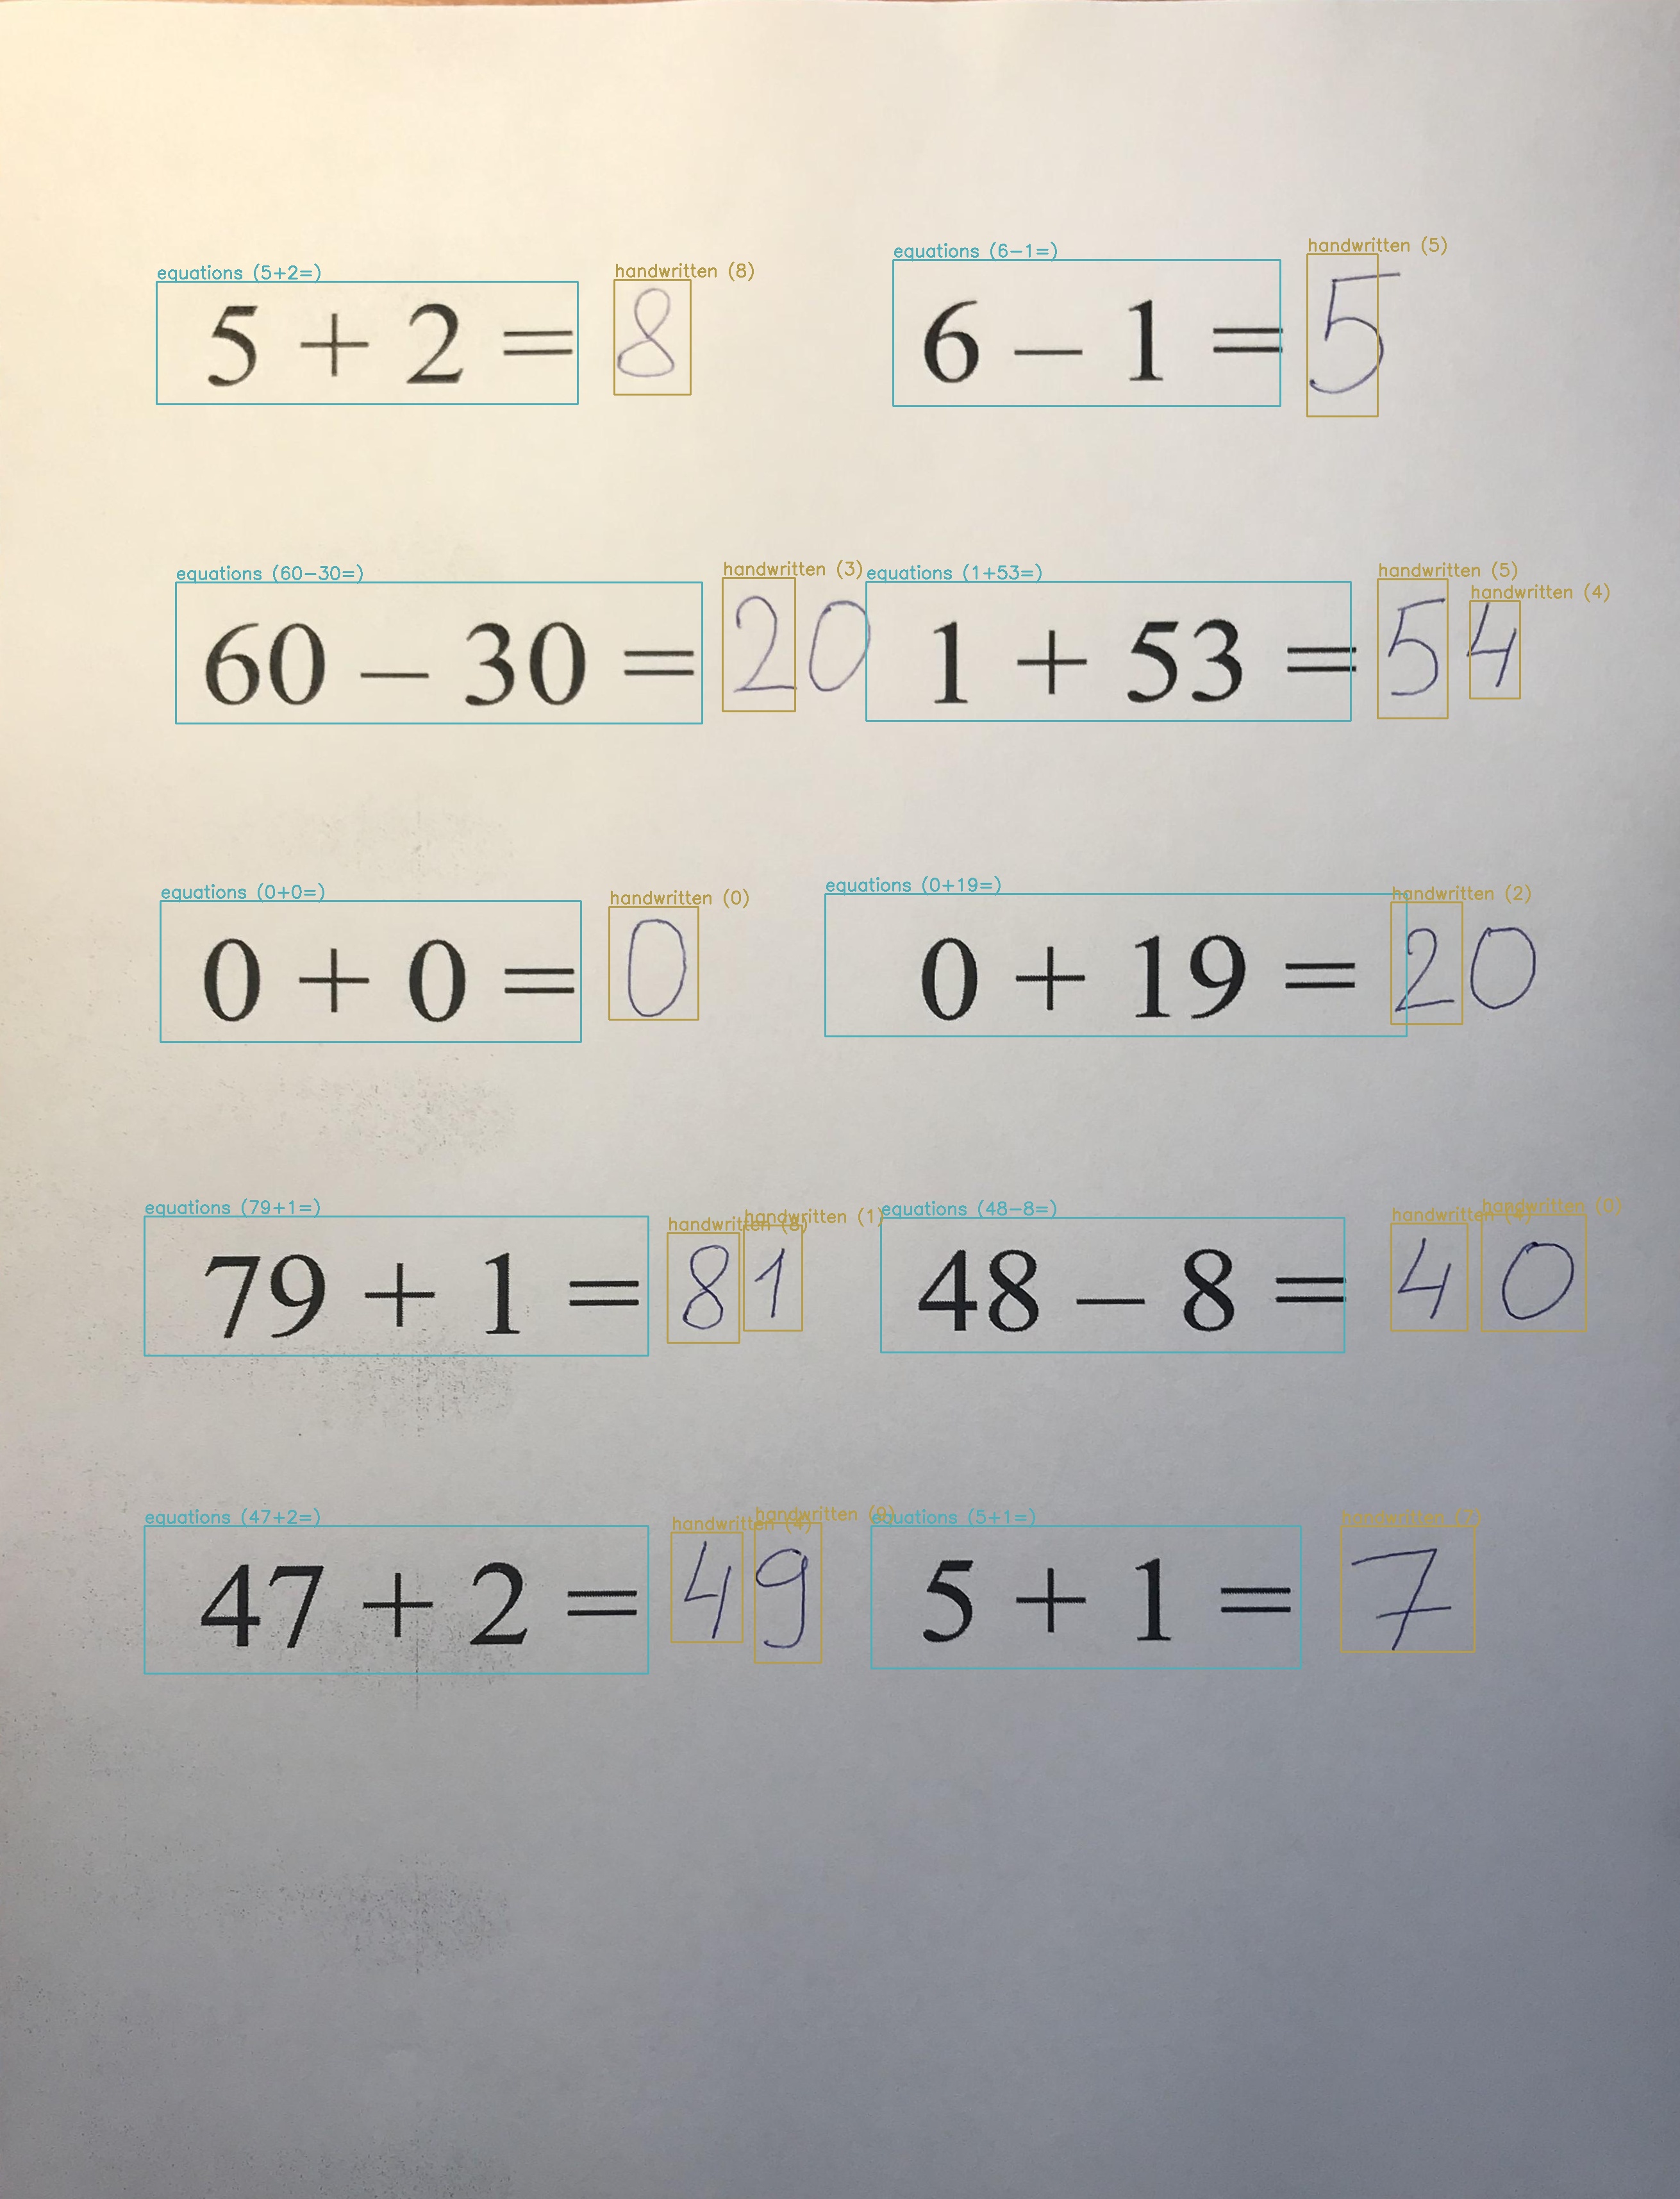 equations (5+2=) handwritten (8) equations (6-1=) handwritten (5)
5 + 2 = 8 6 – 1 = 5
equations (60-30=) handwritten (3) equations (1+53=) handwritten (5) handwritten (4)
60 – 30 = 20 1 + 53 = 54
equations (0+0=) handwritten (0) equations (0+19=) handwritten (2)
0 + 0 = 0 0 + 19 = 20
equations (79+1=) handwritten (8) handwritten (1) equations (48-8=) handwritten (4) handwritten (0)
79 + 1 = 81 48 – 8 = 40
equations (47+2=) handwritten (4) handwritten (9) equations (5+1=) handwritten (7)
47 + 2 = 49 5 + 1 = 7